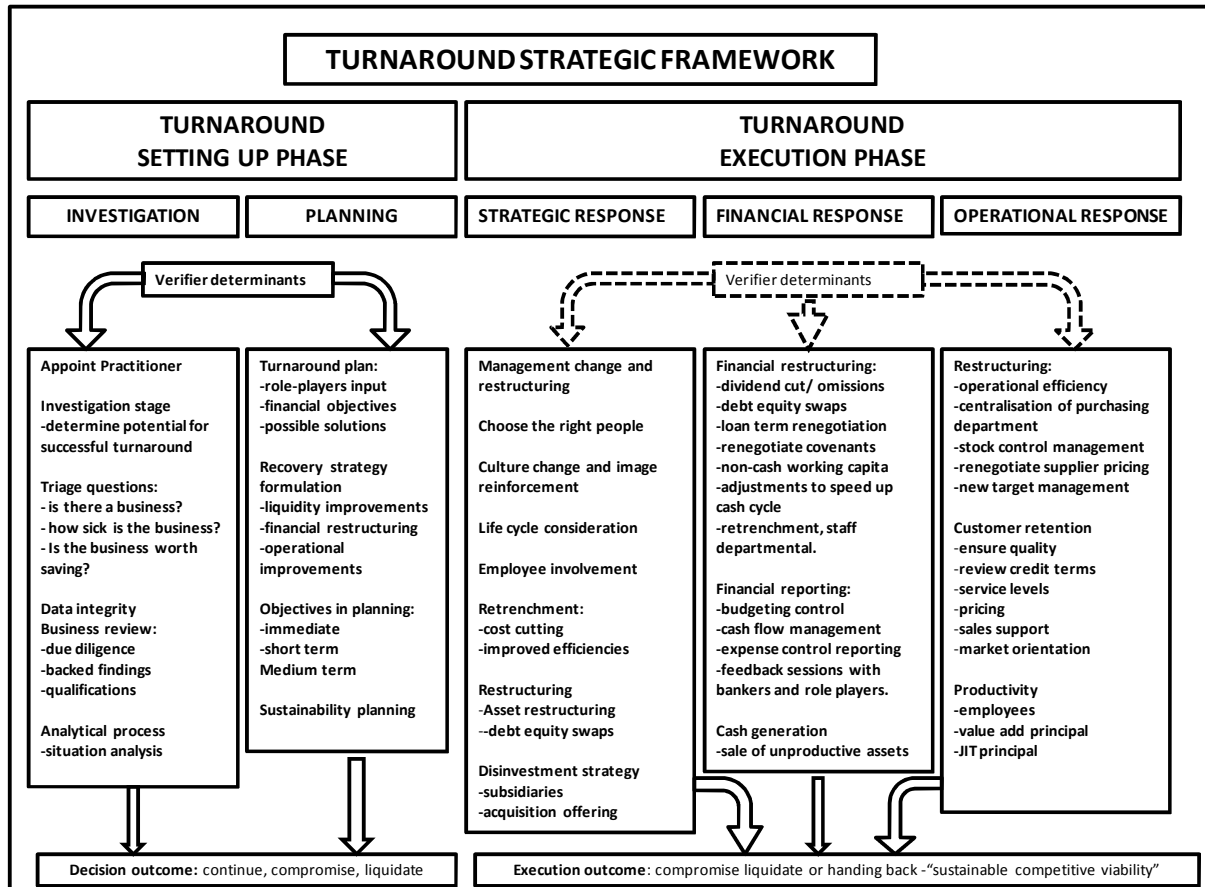 TURNAROUND STRATEGIC FRAMEWORK
TURNAROUND
SETTING UP PHASE
TURNAROUND
EXECUTION PHASE
INVESTIGATION
PLANNING
STRATEGIC RESPONSE
FINANCIAL RESPONSE
OPERATIONAL RESPONSE
Verifier determinants
Verifier determinants
Appoint Practitioner
Investigation stage
-determine potential for
successful turnaround
Triage questions:
- is there a business?
- how sick is the business?
- Is the business worth
saving?
Data integrity
Business review:
-due diligence
-backed findings
-qualifications
Analytical process
-situation analysis
Turnaround plan:
-role-players input
-financial objectives
-possible solutions
Recovery strategy
formulation
-liquidity improvements
-financial restructuring
-operational
improvements
Objectives in planning:
-immediate
-short term
Medium term
Sustainability planning
Management change and
restructuring
Choose the right people
Culture change and image
reinforcement
Life cycle consideration
Employee involvement
Retrenchment:
-cost cutting
-improved efficiencies
Restructuring
-Asset restructuring
--debt equity swaps
Disinvestment strategy
-subsidiaries
-acquisition offering
Financial restructuring:
-dividend cut/ omissions
-debt equity swaps
-loan term renegotiation
-renegotiate covenants
-non-cash working capita
-adjustments to speed up
cash cycle
-retrenchment, staff
departmental.
Financial reporting:
-budgeting control
-cash flow management
-expense control reporting
-feedback sessions with
bankers and role players.
Cash generation
-sale of unproductive assets
Restructuring:
-operational efficiency
-centralisation of purchasing
department
-stock control management
-renegotiate supplier pricing
-new target management
Customer retention
-ensure quality
-review credit terms
-service levels
-pricing
-sales support
-market orientation
Productivity
-employees
-value add principal
-JIT principal
Decision outcome: continue, compromise, liquidate
Execution outcome: compromise liquidate or handing back -“sustainable competitive viability”